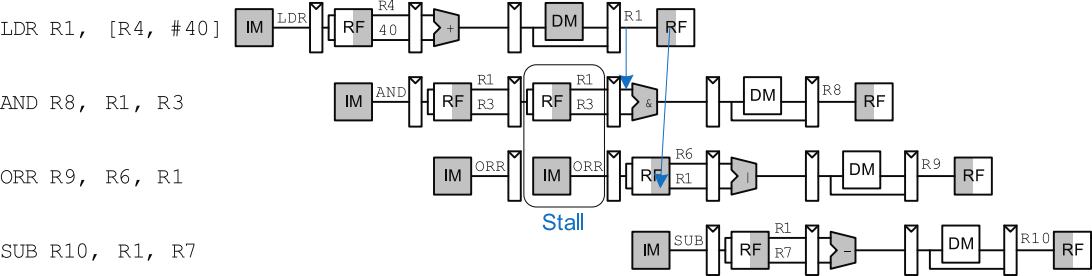 LDR R1, [R4, #40] IM LDR RF R4 40 + DM R1 RF
AND R8, R1, R3 IM AND RF R1 R3 RF R1 R3 & DM R8 RF
ORR R9, R6, R1 IM ORR IM ORR RF R6 R1 | DM R9 RF
Stall
SUB R10, R1, R7 IM SUB RF R1 R7 - DM R10 RF